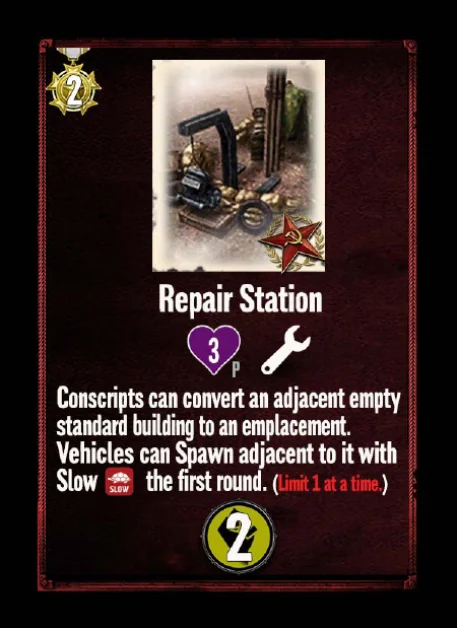 2
Repair Station
3
P
Conscripts can convert an adjacent empty
standard building to an emplacement.
Vehicles can Spawn adjacent to it with
Slow SLOW the first round. (Limit 1 at a time.)
2